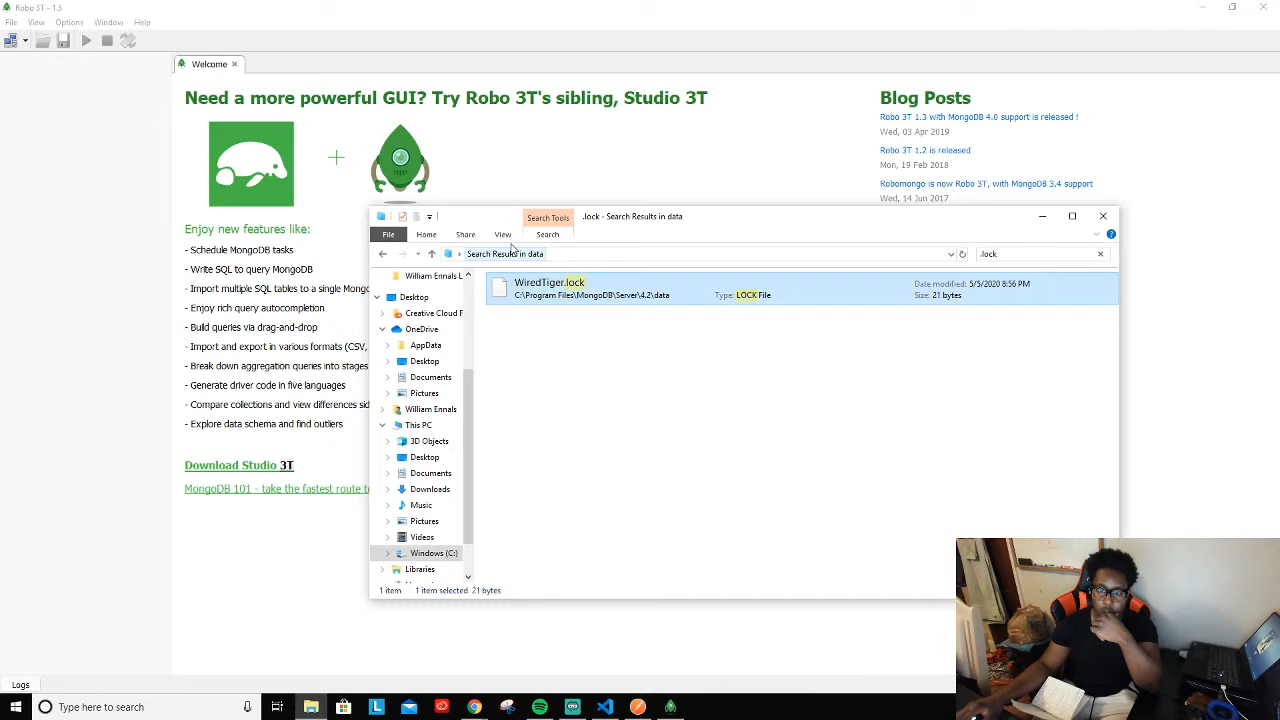 Robo 3T - 1.3
File View Options Window Help
Welcome
Need a more powerful GUI? Try Robo 3T's sibling, Studio 3T
Enjoy new features like:
- Schedule MongoDB tasks
- Write SQL to query MongoDB
- Import multiple SQL tables to a single Mongo
- Enjoy rich query autocompletion
- Build queries via drag-and-drop
- Import and export in various formats (CSV,
- Break down aggregation queries into stages
- Generate driver code in five languages
- Compare collections and view differences sid
- Explore data schema and find outliers
Download Studio 3T
MongoDB 101 - take the fastest route to
Blog Posts
Robo 3T 1.3 with MongoDB 4.0 support is released !
Wed, 03 Apr 2019
Robo 3T 1.2 is released
Mon, 19 Feb 2018
Robomongo is now Robo 3T, with MongoDB 3.4 support
Wed, 14 Jun 2017
Search Tools
.lock - Search Results in data
File Home Share View Search
Search Results in data
.lock
William Ennals L
Desktop
Creative Cloud F
OneDrive
AppData
Desktop
Documents
Pictures
William Ennals
This PC
3D Objects
Desktop
Documents
Downloads
Music
Pictures
Videos
Windows (C:)
Libraries
WiredTiger.lock
C:\Program Files\MongoDB\Server\4.2\data
Type: LOCK File
Date modified: 5/5/2020 8:56 PM
Size: 21 bytes
1 item 1 item selected 21 bytes
Logs
Type here to search